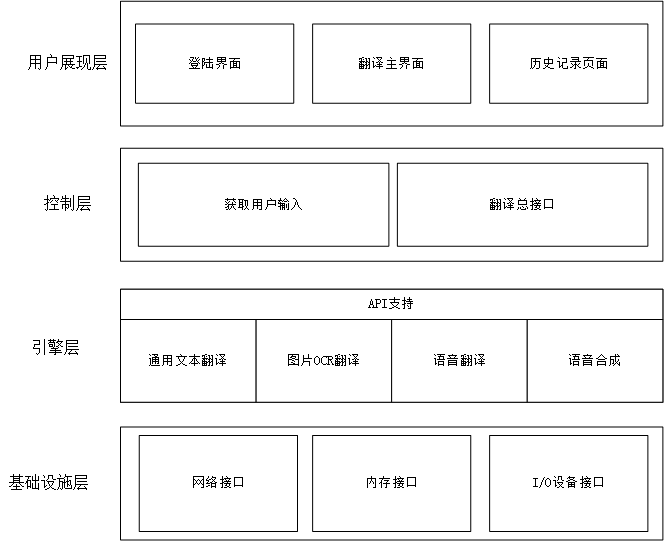 用户展现层
登陆界面
翻译主界面
历史记录页面
控制层
获取用户输入
翻译总接口
API支持
引擎层
通用文本翻译
图片OCR翻译
语音翻译
语音合成
基础设施层
网络接口
内存接口
I/O设备接口